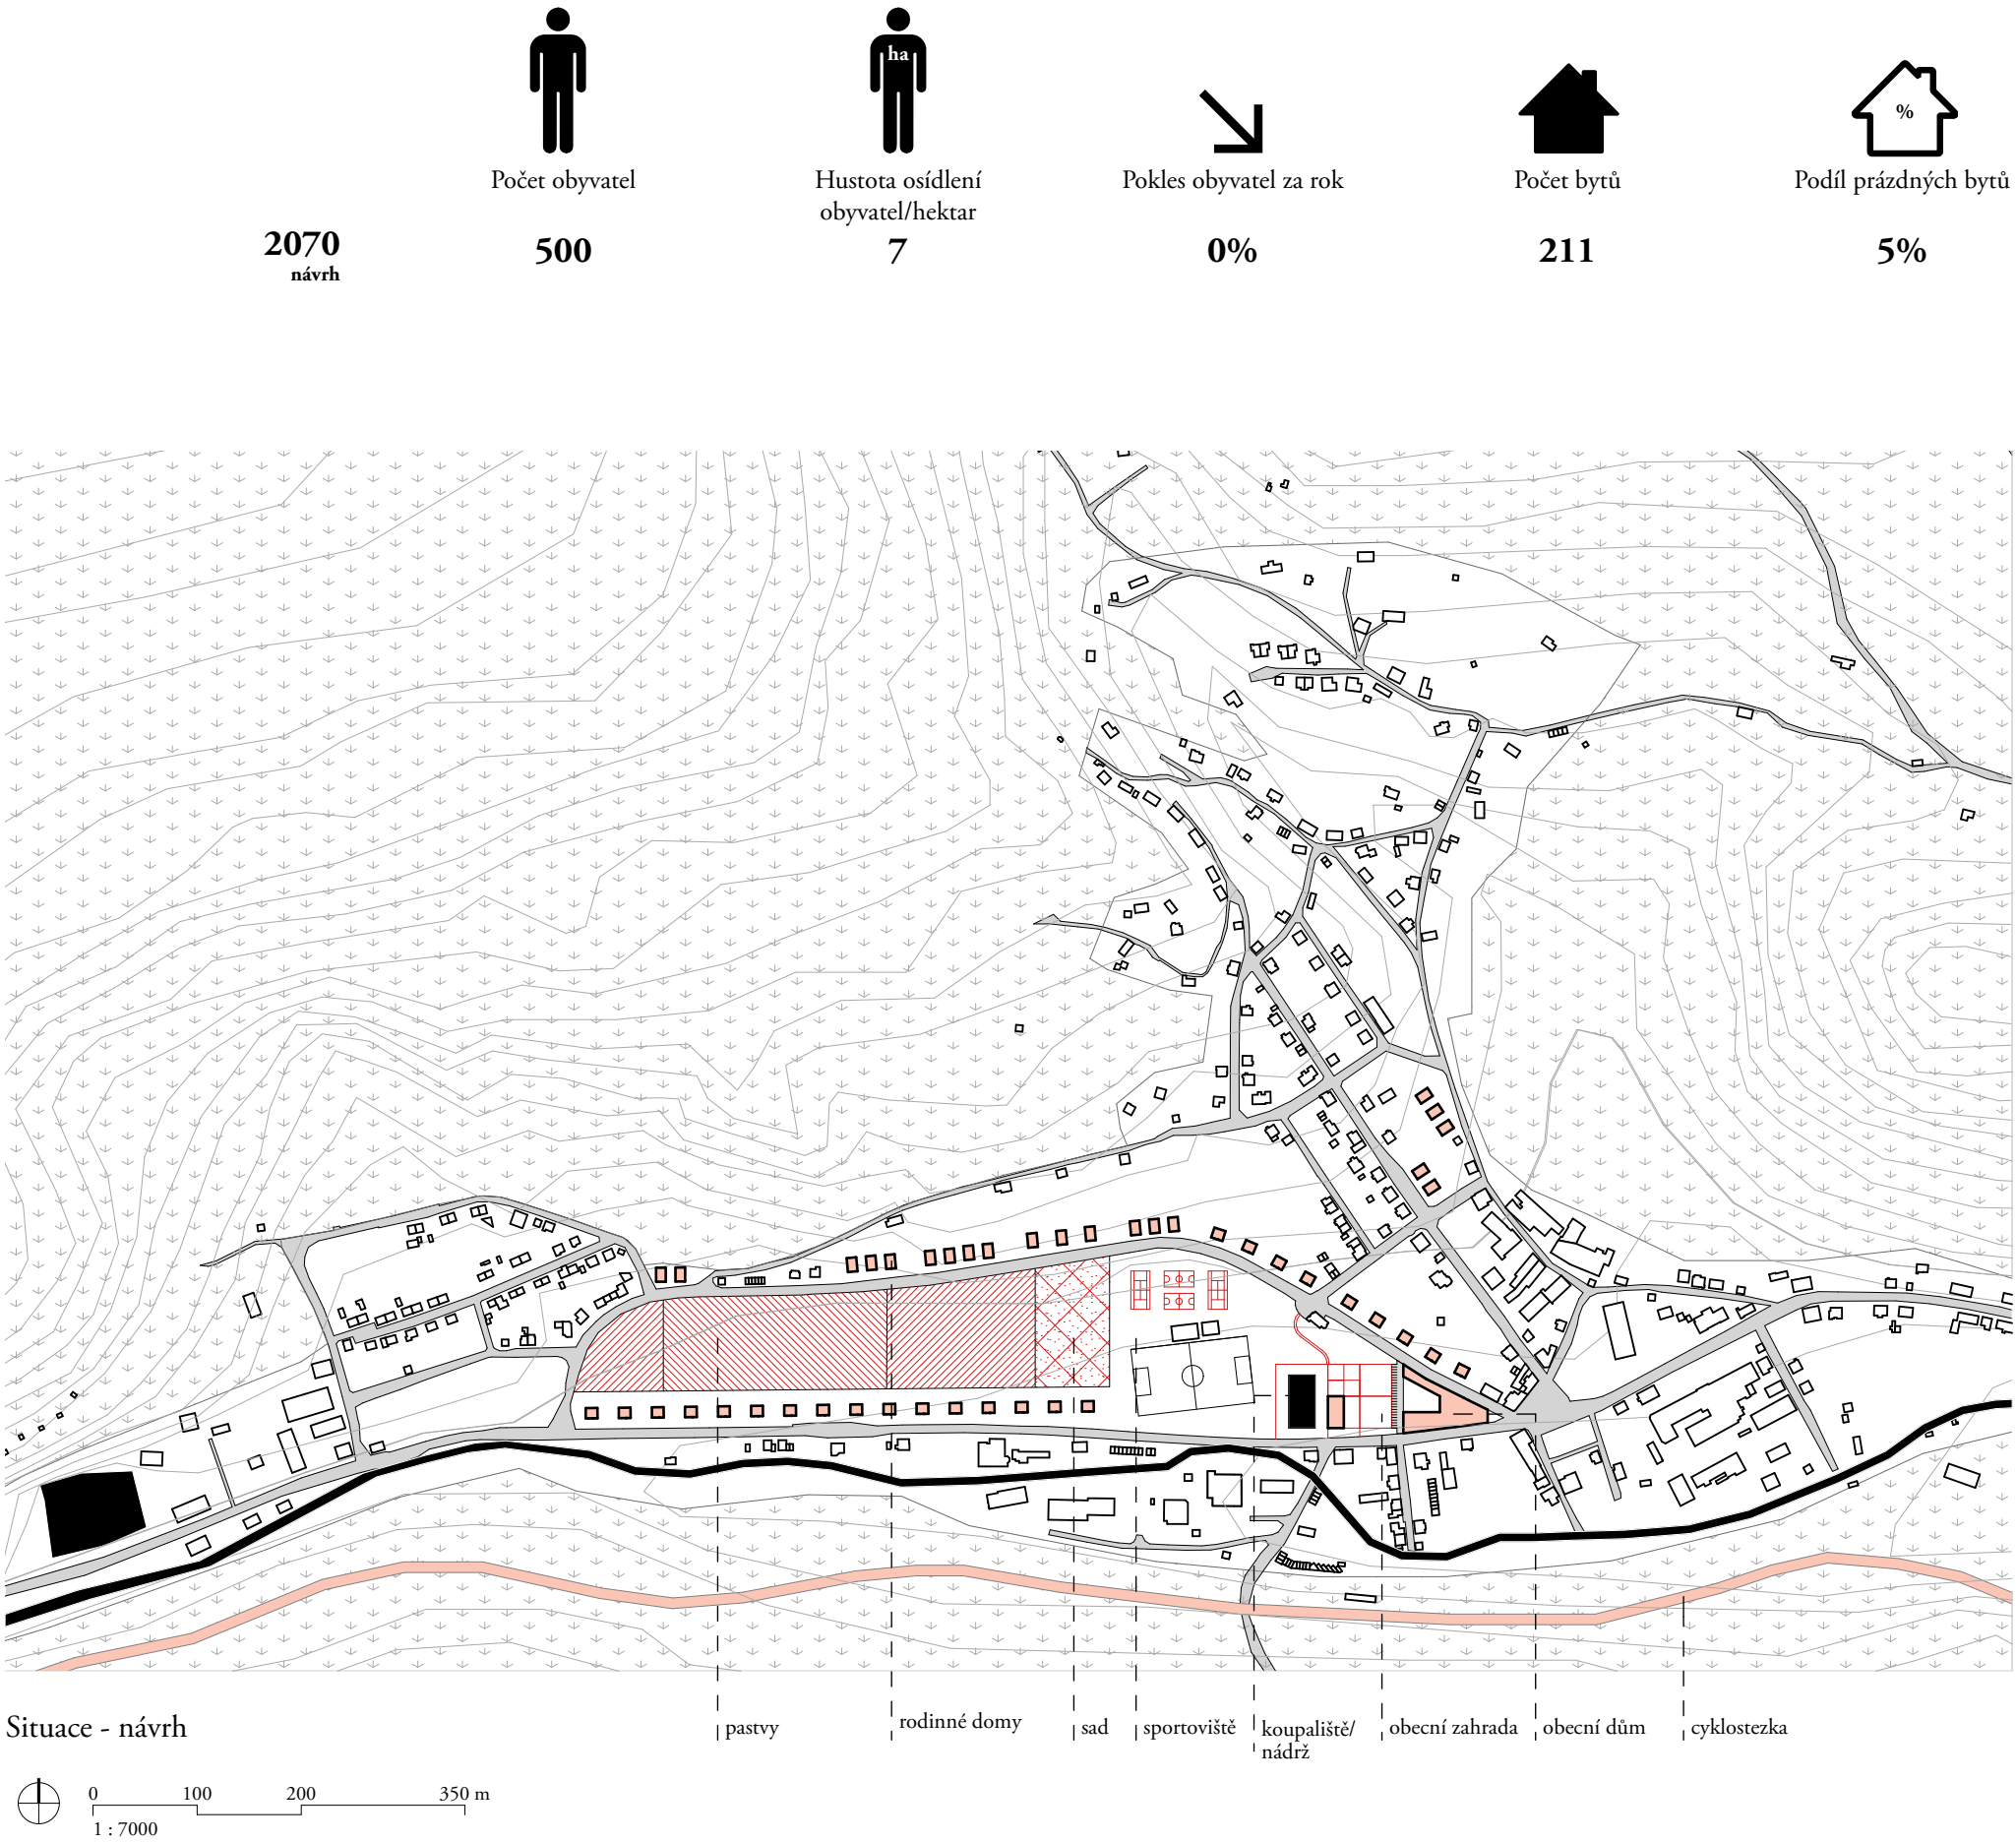 ha
%
Počet obyvatel
Hustota osídlení
obyvatel/hektar
Pokles obyvatel za rok
Počet bytů
Podíl prázdných bytů
2070
návrh
500
7
0%
211
5%
pastvy
rodinné domy
sad
sportoviště
koupaliště/
nádrž
obecní zahrada
obecní dům
cyklostezka
Situace - návrh
0 100 200 350 m
1 : 7000